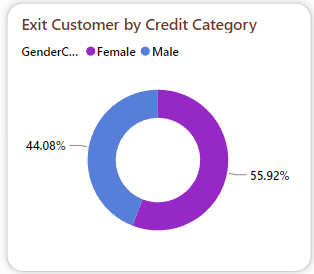 Exit Customer by Credit Category
GenderC... Female Male
44.08%
55.92%